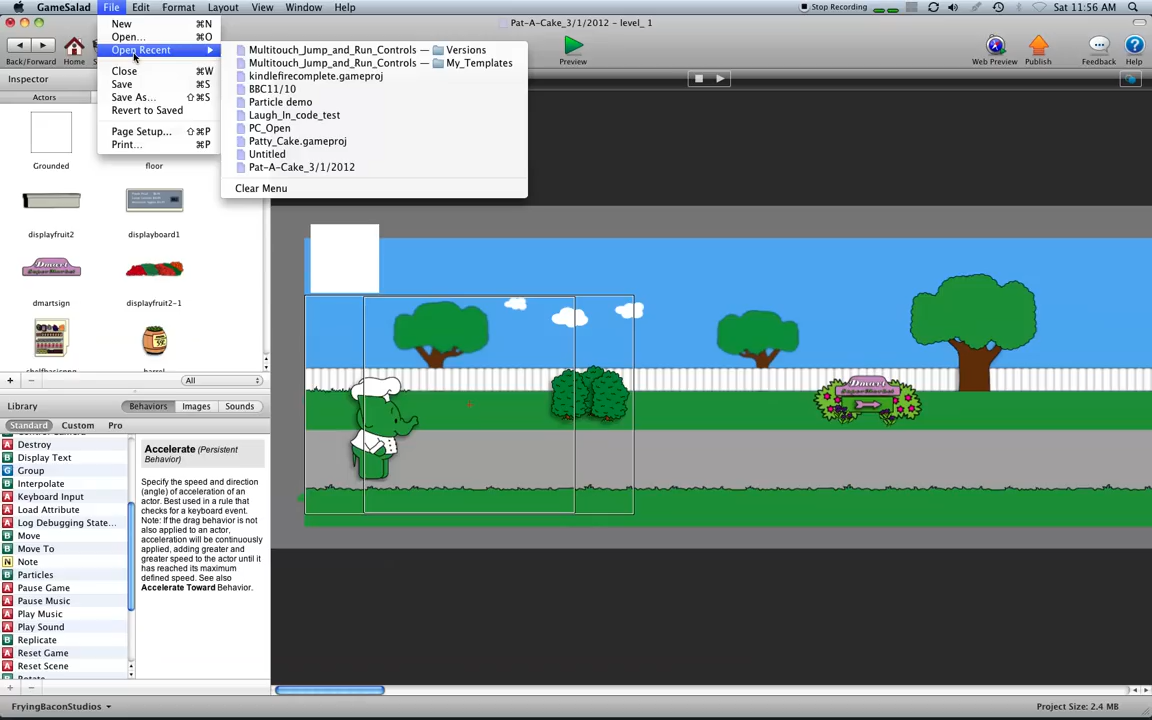 GameSalad File Edit Format Layout View Window Help Stop Recording Sat 11:56 AM
Pat-A-Cake_3/1/2012 - level_ 1
New ⌘N
Open... ⌘O
Open Recent
Close ⌘W
Save ⌘S
Save As... ⇧⌘S
Revert to Saved
Page Setup... ⇧⌘P
Print... ⌘P
Multitouch_Jump_and_Run_Controls — Versions
Multitouch_Jump_and_Run_Controls — My_Templates
kindlefirecomplete.gameproj
BBC11/10
Particle demo
Laugh_In_code_test
PC_Open
Patty_Cake.gameproj
Untitled
Pat-A-Cake_3/1/2012
Clear Menu
Back/Forward Home
Preview
Web Preview Publish Feedback Help
Inspector
Actors
Grounded floor
displayfruit2 displayboard1
dmartsign displayfruit2-1
shelfbasicppg barrel
All
Library Behaviors Images Sounds
Standard Custom Pro
Destroy
Display Text
Group
Interpolate
Keyboard Input
Load Attribute
Log Debugging State...
Move
Move To
Note
Particles
Pause Game
Pause Music
Play Music
Play Sound
Replicate
Reset Game
Reset Scene
Accelerate (Persistent
Behavior)
Specify the speed and direction
(angle) of acceleration of an
actor. Best used in a rule that
checks for a keyboard event.
Note: If the drag behavior is not
also applied to an actor,
acceleration will be continuously
applied, adding greater and
greater speed to the actor until it
has reached its maximum
defined speed. See also
Accelerate Toward Behavior.
FryingBaconStudios
Project Size: 2.4 MB